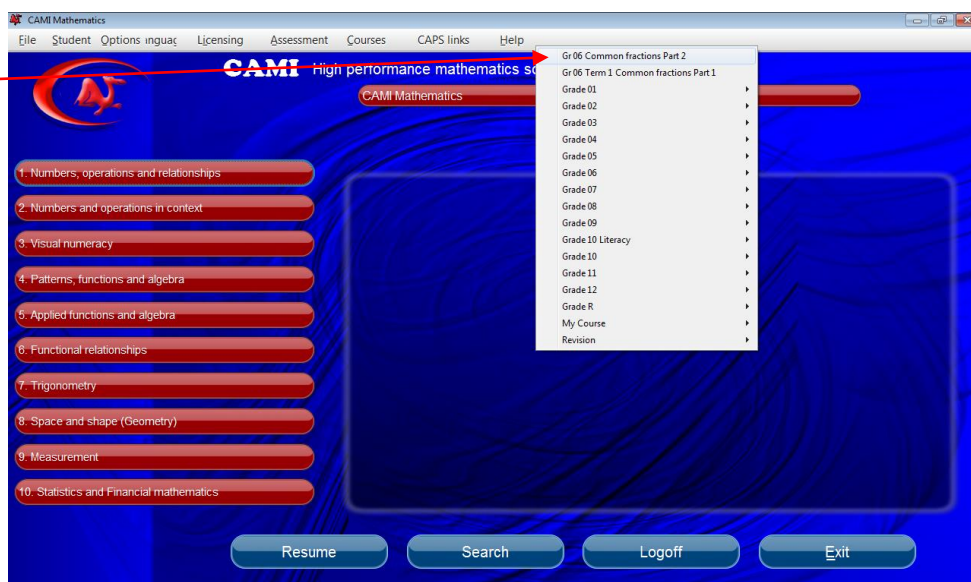 CAMI Mathematics
File Student Options inguag Licensing Assessment Courses CAPS links Help
CAMI High performance mathematics so
CAMI Mathematics
Gr 06 Common fractions Part 2
Gr 06 Term 1 Common fractions Part 1
Grade 01
Grade 02
Grade 03
Grade 04
Grade 05
Grade 06
Grade 07
Grade 08
Grade 09
Grade 10 Literacy
Grade 10
Grade 11
Grade 12
Grade R
My Course
Revision
1. Numbers, operations and relationships
2. Numbers and operations in context
3. Visual numeracy
4. Patterns, functions and algebra
5. Applied functions and algebra
6. Functional relationships
7. Trigonometry
8. Space and shape (Geometry)
9. Measurement
10. Statistics and Financial mathematics
Resume Search Logoff Exit